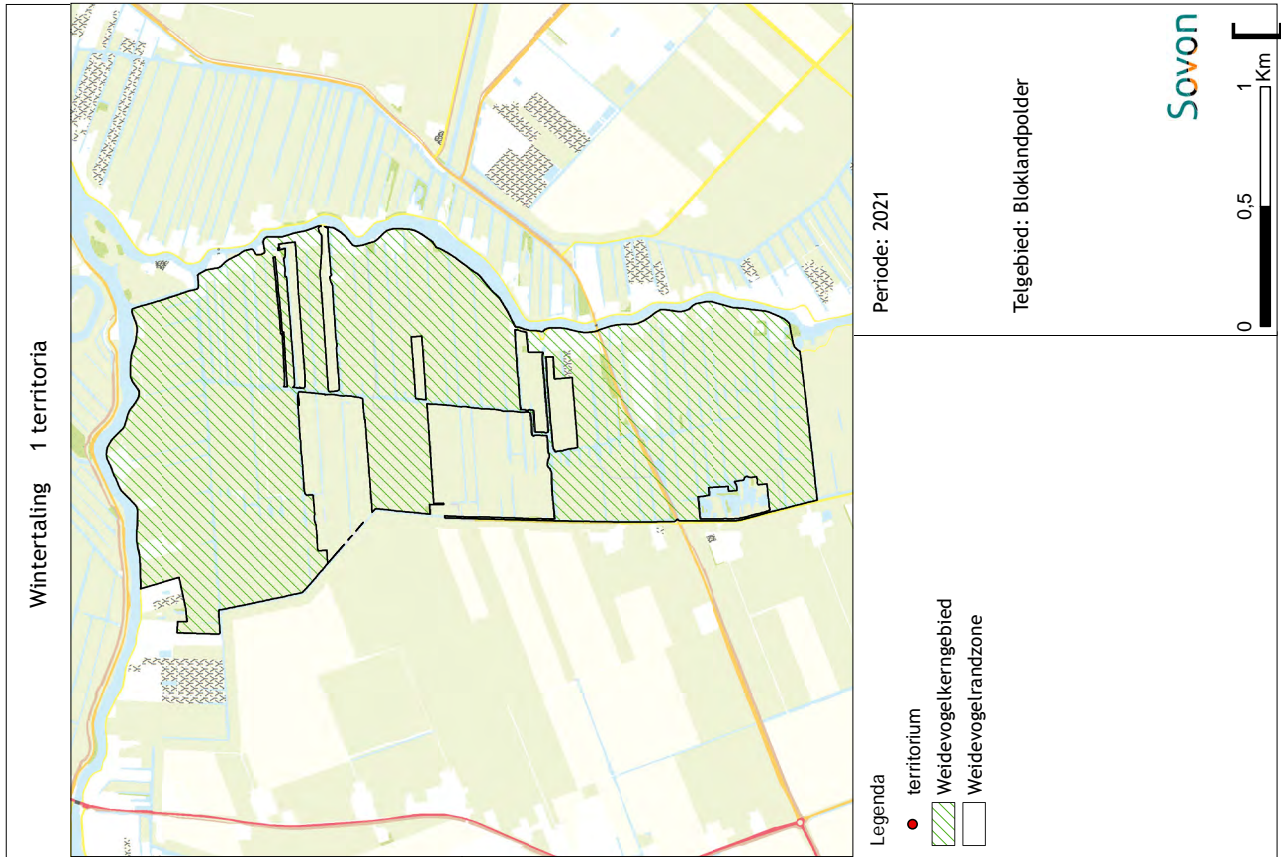 Wintertaling 1 territoria
Legenda
territorium
Weidevogelkerngebied
Weidevogelrandzone
Periode: 2021
Telgebied: Bloklandpolder
Sovon
0 0,5 1
Km